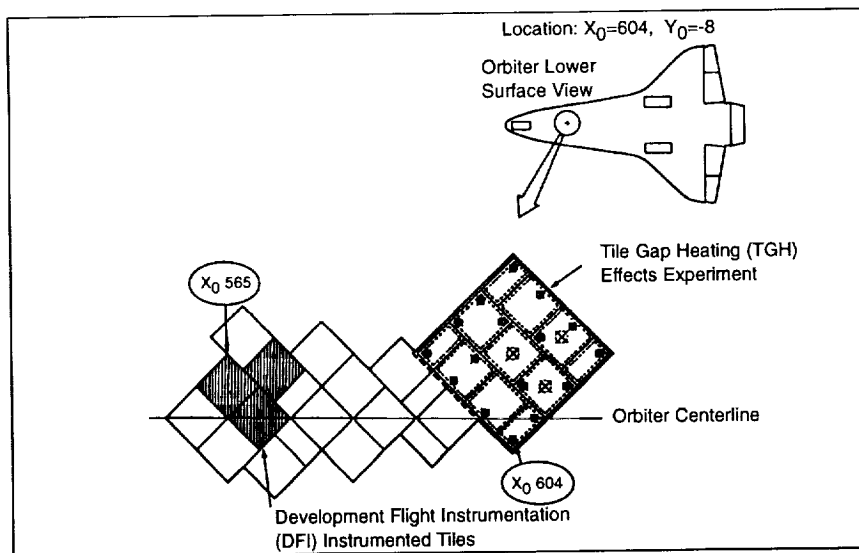 Location: X0=604, Y0=-8
Orbiter Lower
Surface View
Tile Gap Heating (TGH)
Effects Experiment
X0 565
Orbiter Centerline
X0 604
Development Flight Instrumentation
(DFI) Instrumented Tiles